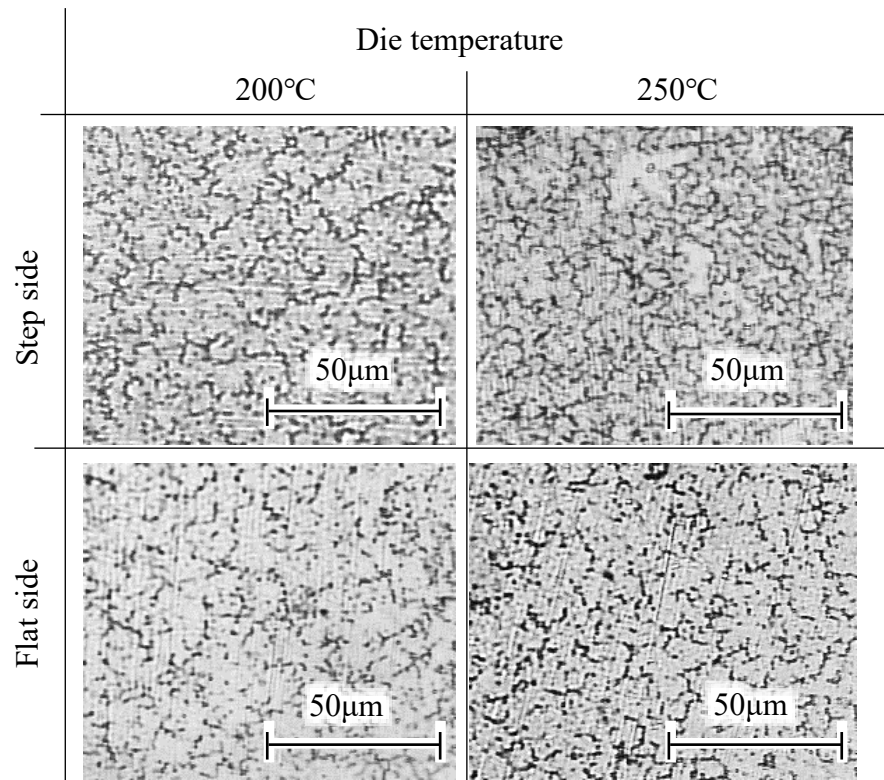 Die temperature
200℃
250℃
Step side
50μm
50μm
Flat side
50μm
50μm